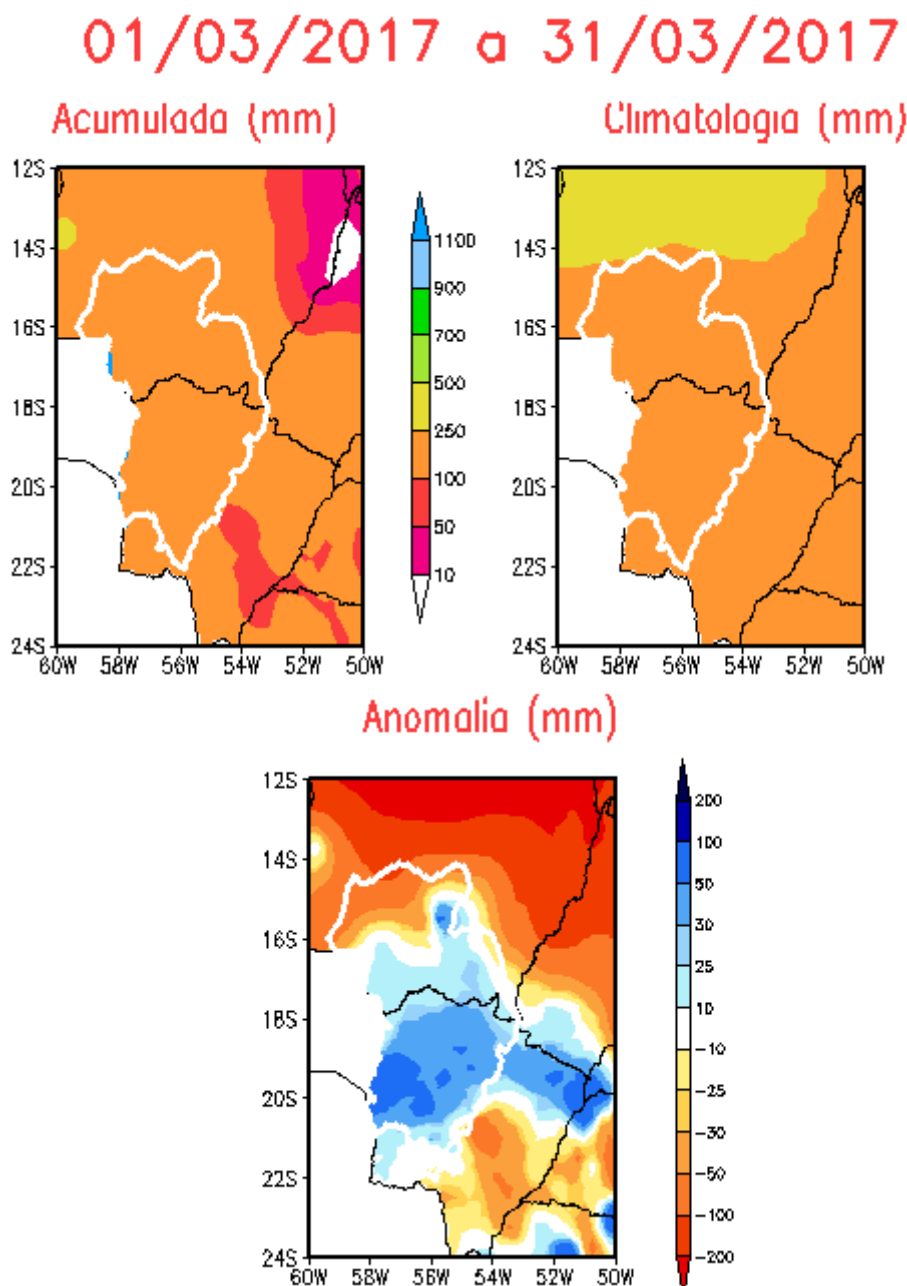 01/03/2017 a 31/03/2017
Acumulada (mm)
Climatologia (mm)
12S
14S
16S
18S
20S
22S
24S
60W 58W 56W 54W 52W 50W
1100
900
700
500
250
100
50
10
12S
14S
16S
18S
20S
22S
24S
60W 58W 56W 54W 52W 50W
Anomalia (mm)
12S
14S
16S
18S
20S
22S
24S
60W 58W 56W 54W 52W 50W
200
100
50
30
25
10
-10
-25
-30
-50
-100
-200